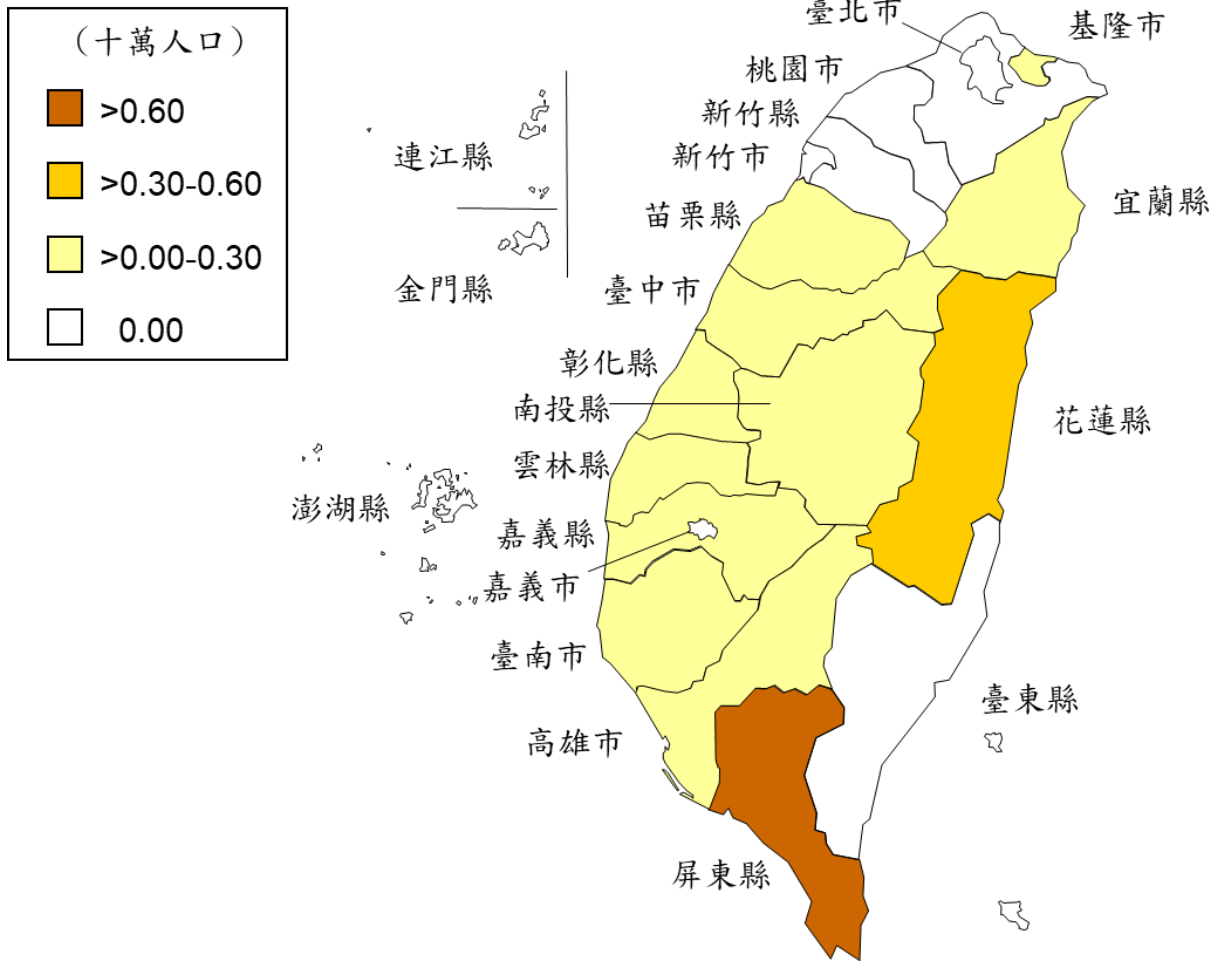 (十萬人口)
>0.60
>0.30-0.60
>0.00-0.30
0.00
臺北市
基隆市
桃園市
新竹縣
新竹市
連江縣
苗栗縣
宜蘭縣
金門縣
臺中市
彰化縣
南投縣
花蓮縣
雲林縣
澎湖縣
嘉義縣
嘉義市
臺南市
臺東縣
高雄市
屏東縣